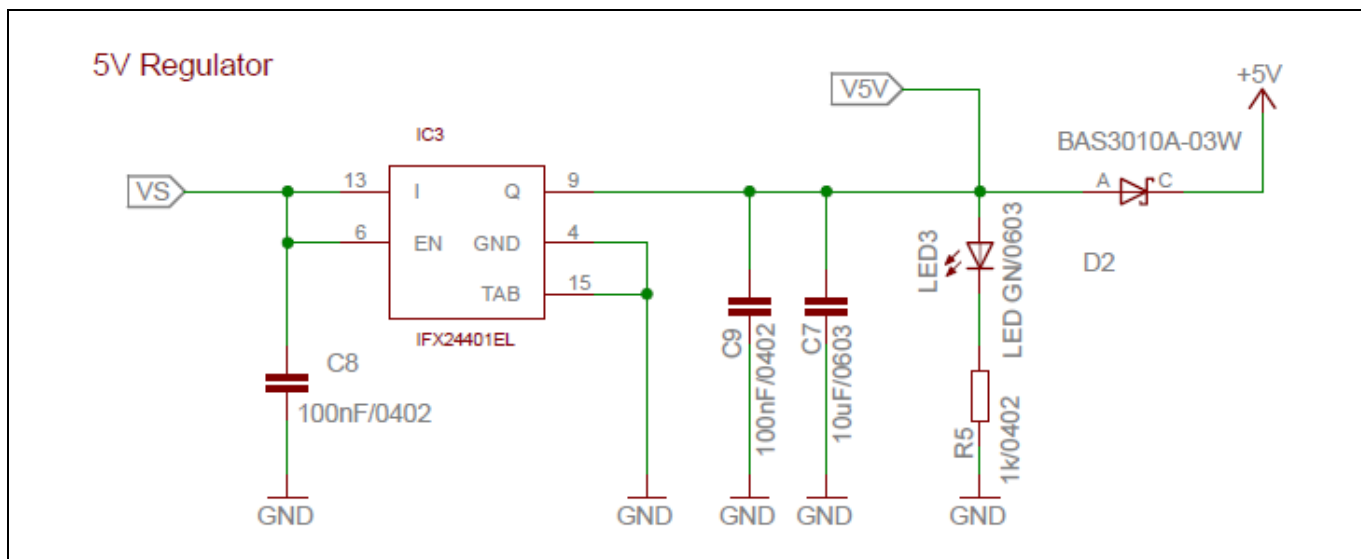 5V Regulator
V5V
+5V
IC3
BAS3010A-03W
VS
13
I
Q
9
A
C
6
EN
GND
4
TAB
15
LED3
LED GN/0603
D2
IFX24401EL
C8
100nF/0402
C9
100nF/0402
C7
10uF/0603
R5
1k/0402
GND
GND
GND
GND
GND